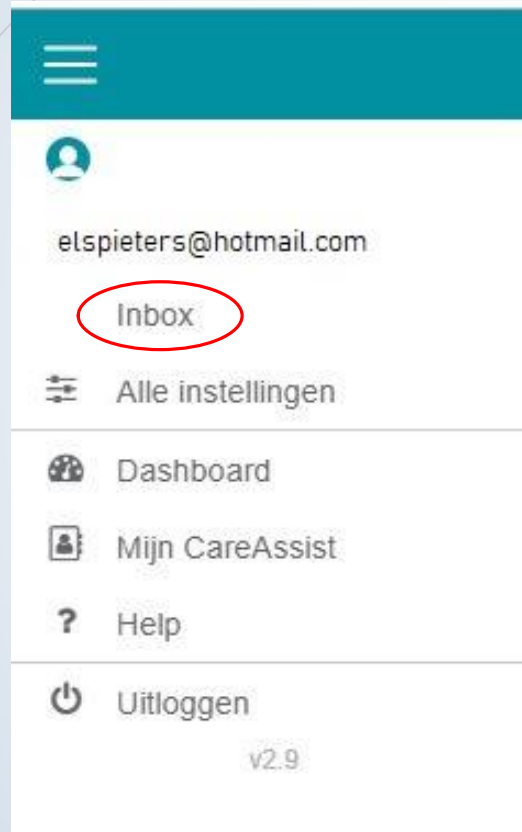 elspieters@hotmail.com
Inbox
Alle instellingen
Dashboard
Mijn CareAssist
? Help
Uitloggen
v2.9